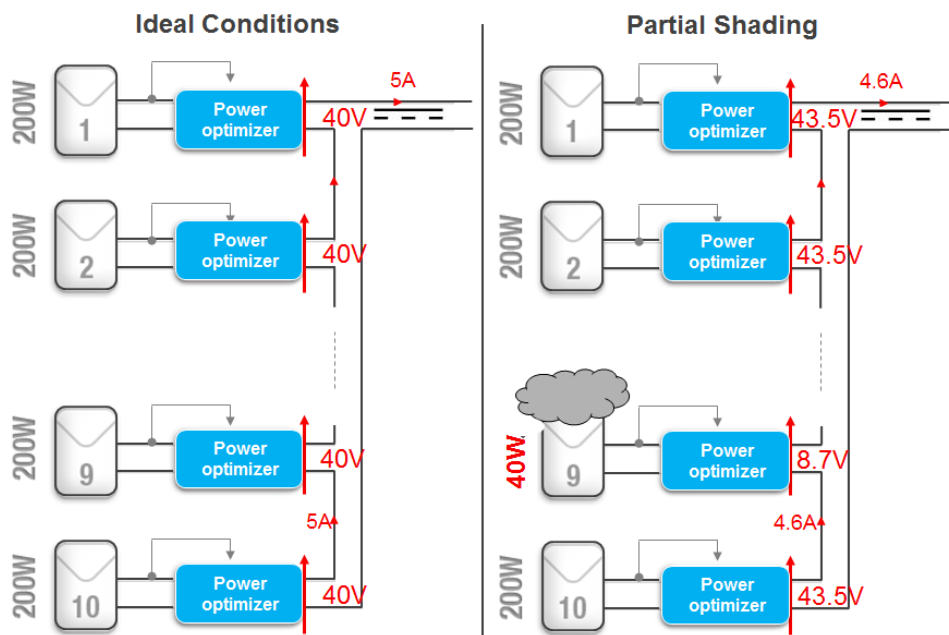 Ideal Conditions
200W
1
Power
optimizer
40V
5A
200W
2
Power
optimizer
40V
200W
9
Power
optimizer
40V
5A
200W
10
Power
optimizer
40V
Partial Shading
200W
1
Power
optimizer
43.5V
4.6A
200W
2
Power
optimizer
43.5V
40W
9
Power
optimizer
8.7V
4.6A
200W
10
Power
optimizer
43.5V